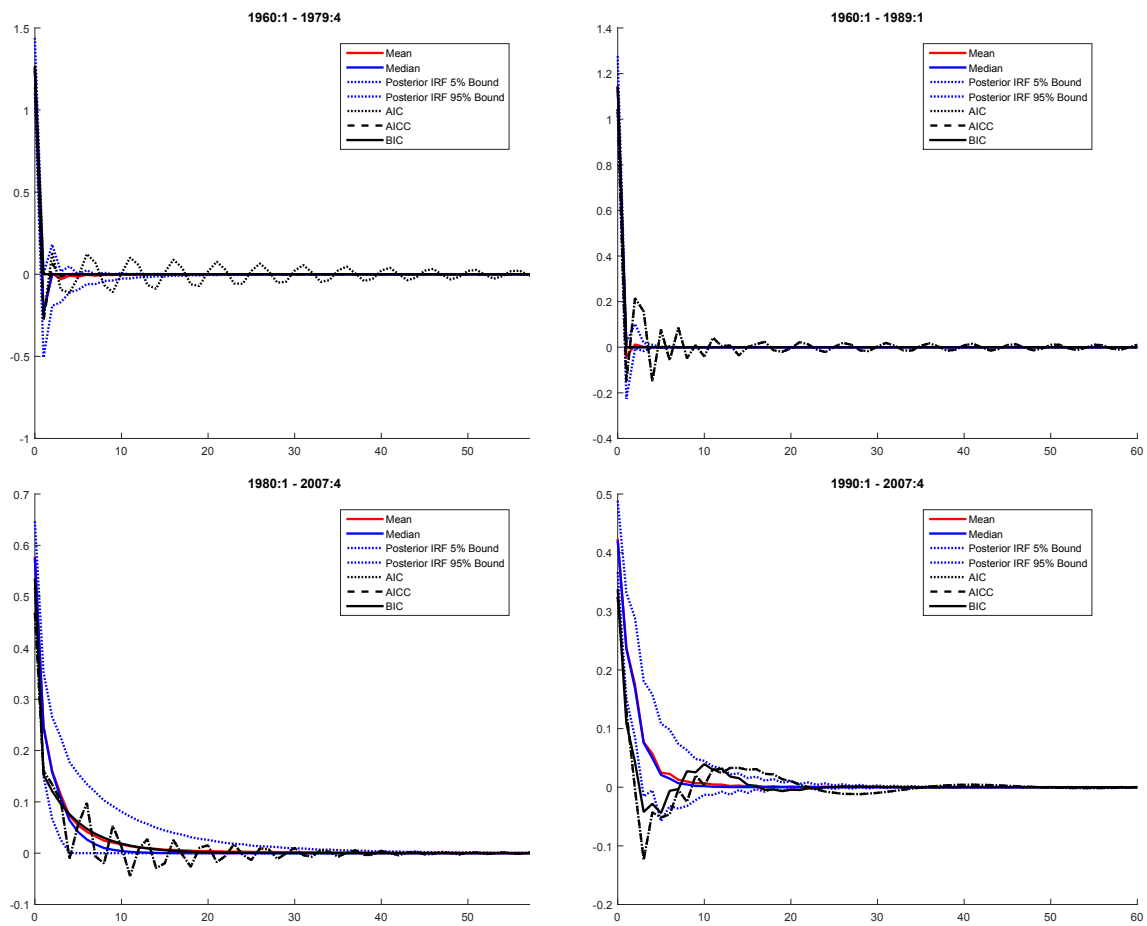 1960:1 - 1979:4
1.5
1
0.5
0
-0.5
-1
0
10
20
30
40
50
Mean
Median
Posterior IRF 5% Bound
Posterior IRF 95% Bound
AIC
AICC
BIC
1960:1 - 1989:1
1.4
1.2
1
0.8
0.6
0.4
0.2
0
-0.2
-0.4
0
10
20
30
40
50
60
Mean
Median
Posterior IRF 5% Bound
Posterior IRF 95% Bound
AIC
AICC
BIC
1980:1 - 2007:4
0.7
0.6
0.5
0.4
0.3
0.2
0.1
0
-0.1
0
10
20
30
40
50
Mean
Median
Posterior IRF 5% Bound
Posterior IRF 95% Bound
AIC
AICC
BIC
1990:1 - 2007:4
0.5
0.4
0.3
0.2
0.1
0
-0.1
-0.2
0
10
20
30
40
50
60
Mean
Median
Posterior IRF 5% Bound
Posterior IRF 95% Bound
AIC
AICC
BIC